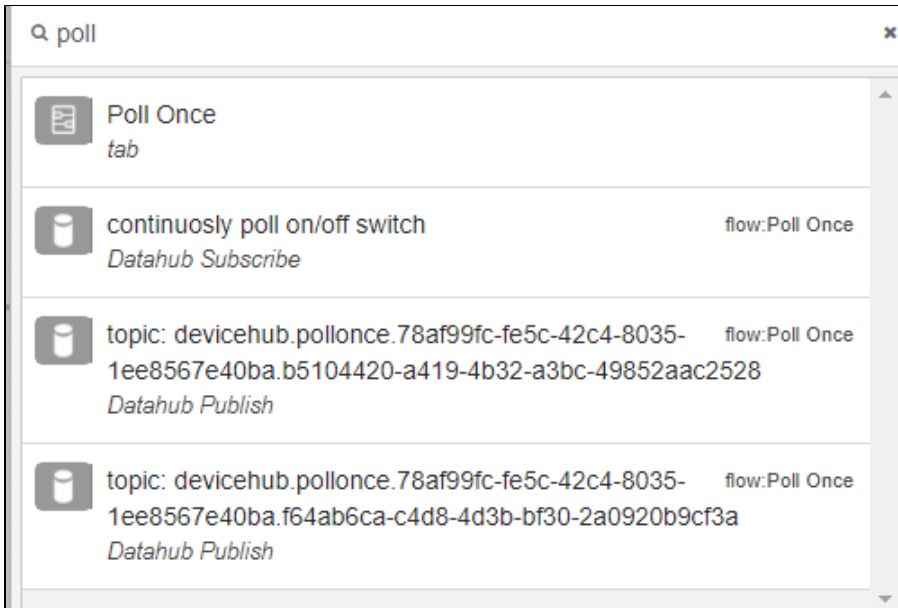 poll
Poll Once
tab
continuosly poll on/off switch flow:Poll Once
Datahub Subscribe
topic: devicehub.pollonce.78af99fc-fe5c-42c4-8035- flow:Poll Once
1ee8567e40ba.b5104420-a419-4b32-a3bc-49852aac2528
Datahub Publish
topic: devicehub.pollonce.78af99fc-fe5c-42c4-8035- flow:Poll Once
1ee8567e40ba.f64ab6ca-c4d8-4d3b-bf30-2a0920b9cf3a
Datahub Publish